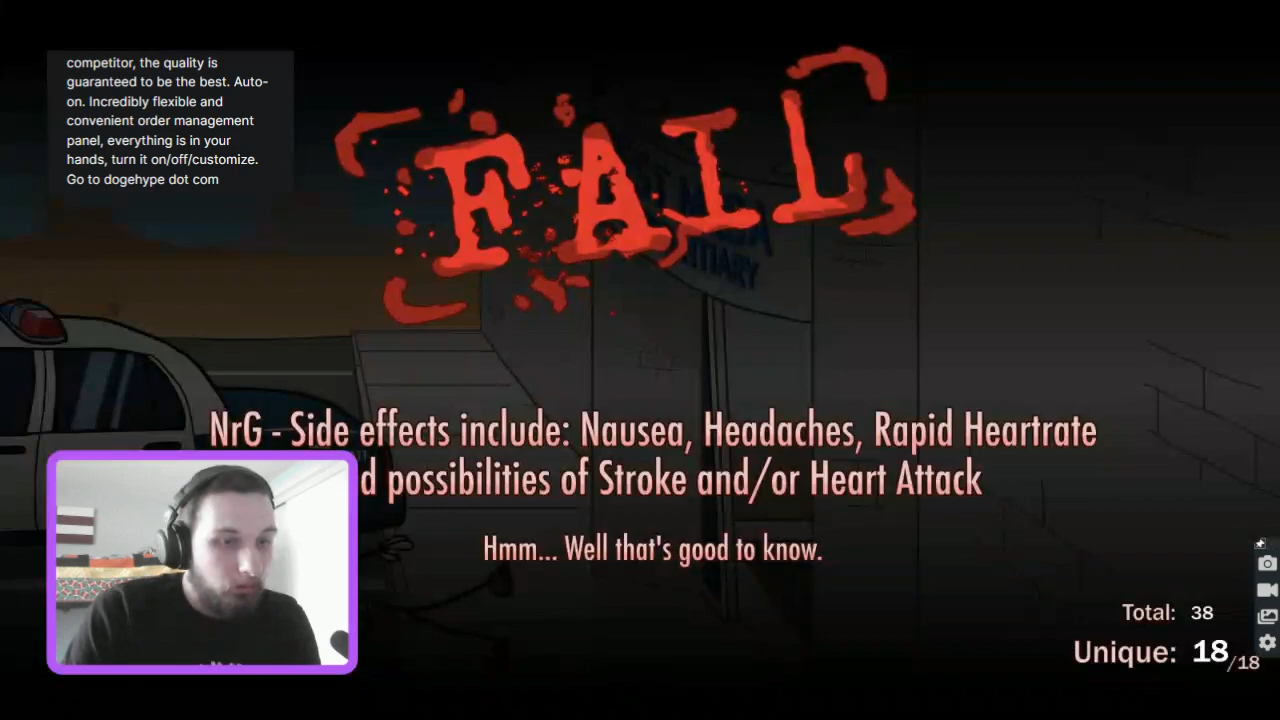 competitor, the quality is
guaranteed to be the best. Auto-
on. Incredibly flexible and
convenient order management
panel, everything is in your
hands, turn it on/off/customize.
Go to dogehype dot com
FAIL
NrG - Side effects include: Nausea, Headaches, Rapid Heartrate
d possibilities of Stroke and/or Heart Attack
Hmm... Well that's good to know.
Total: 38
Unique: 18/18